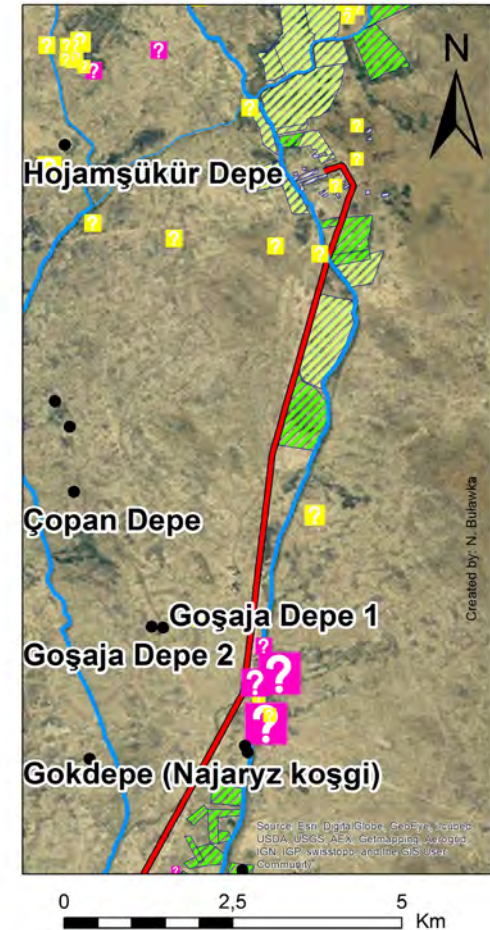 N
Hojamşükür Depe
Çopan Depe
Goşaja Depe 1
Goşaja Depe 2
Gokdepe (Najaryz koşgi)
Created by: N. Buławka
Source: Esri, DigitalGlobe, GeoEye, i-cubed,
USDA, USGS, AEX, Getmapping, Aerogrid,
IGN, IGP, swisstopo, and the GIS User
Community
0 2,5 5
Km